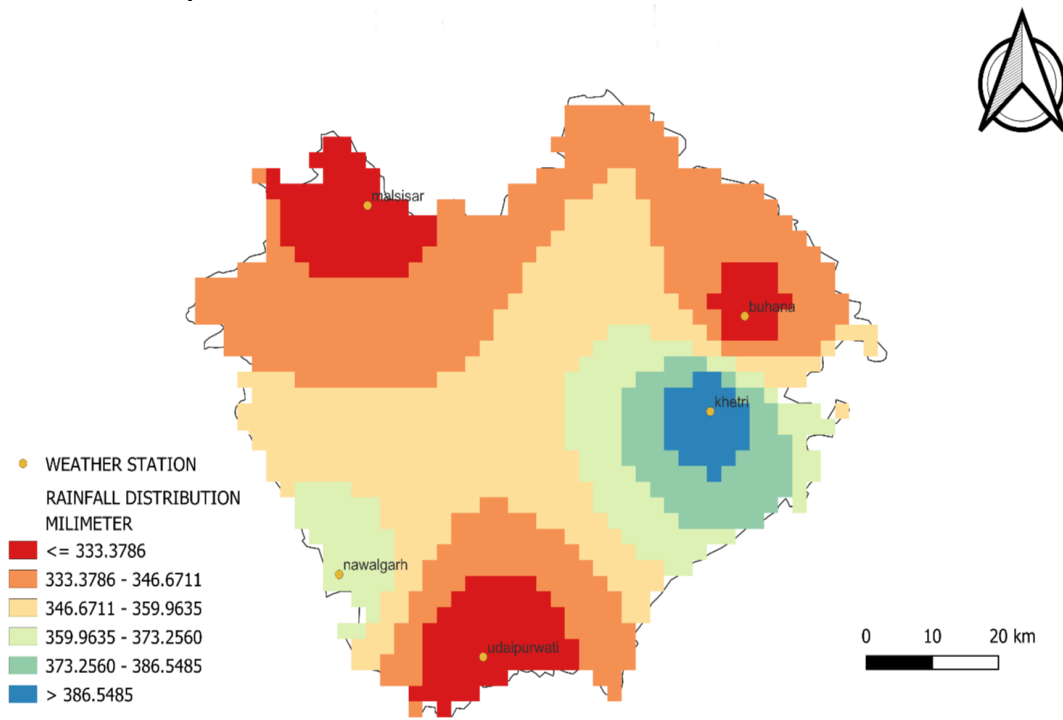 malsisar
buhana
khetri
nawalgarh
udaipurwati
WEATHER STATION
RAINFALL DISTRIBUTION
MILIMETER
<= 333.3786
333.3786 - 346.6711
346.6711 - 359.9635
359.9635 - 373.2560
373.2560 - 386.5485
> 386.5485
0 10 20 km